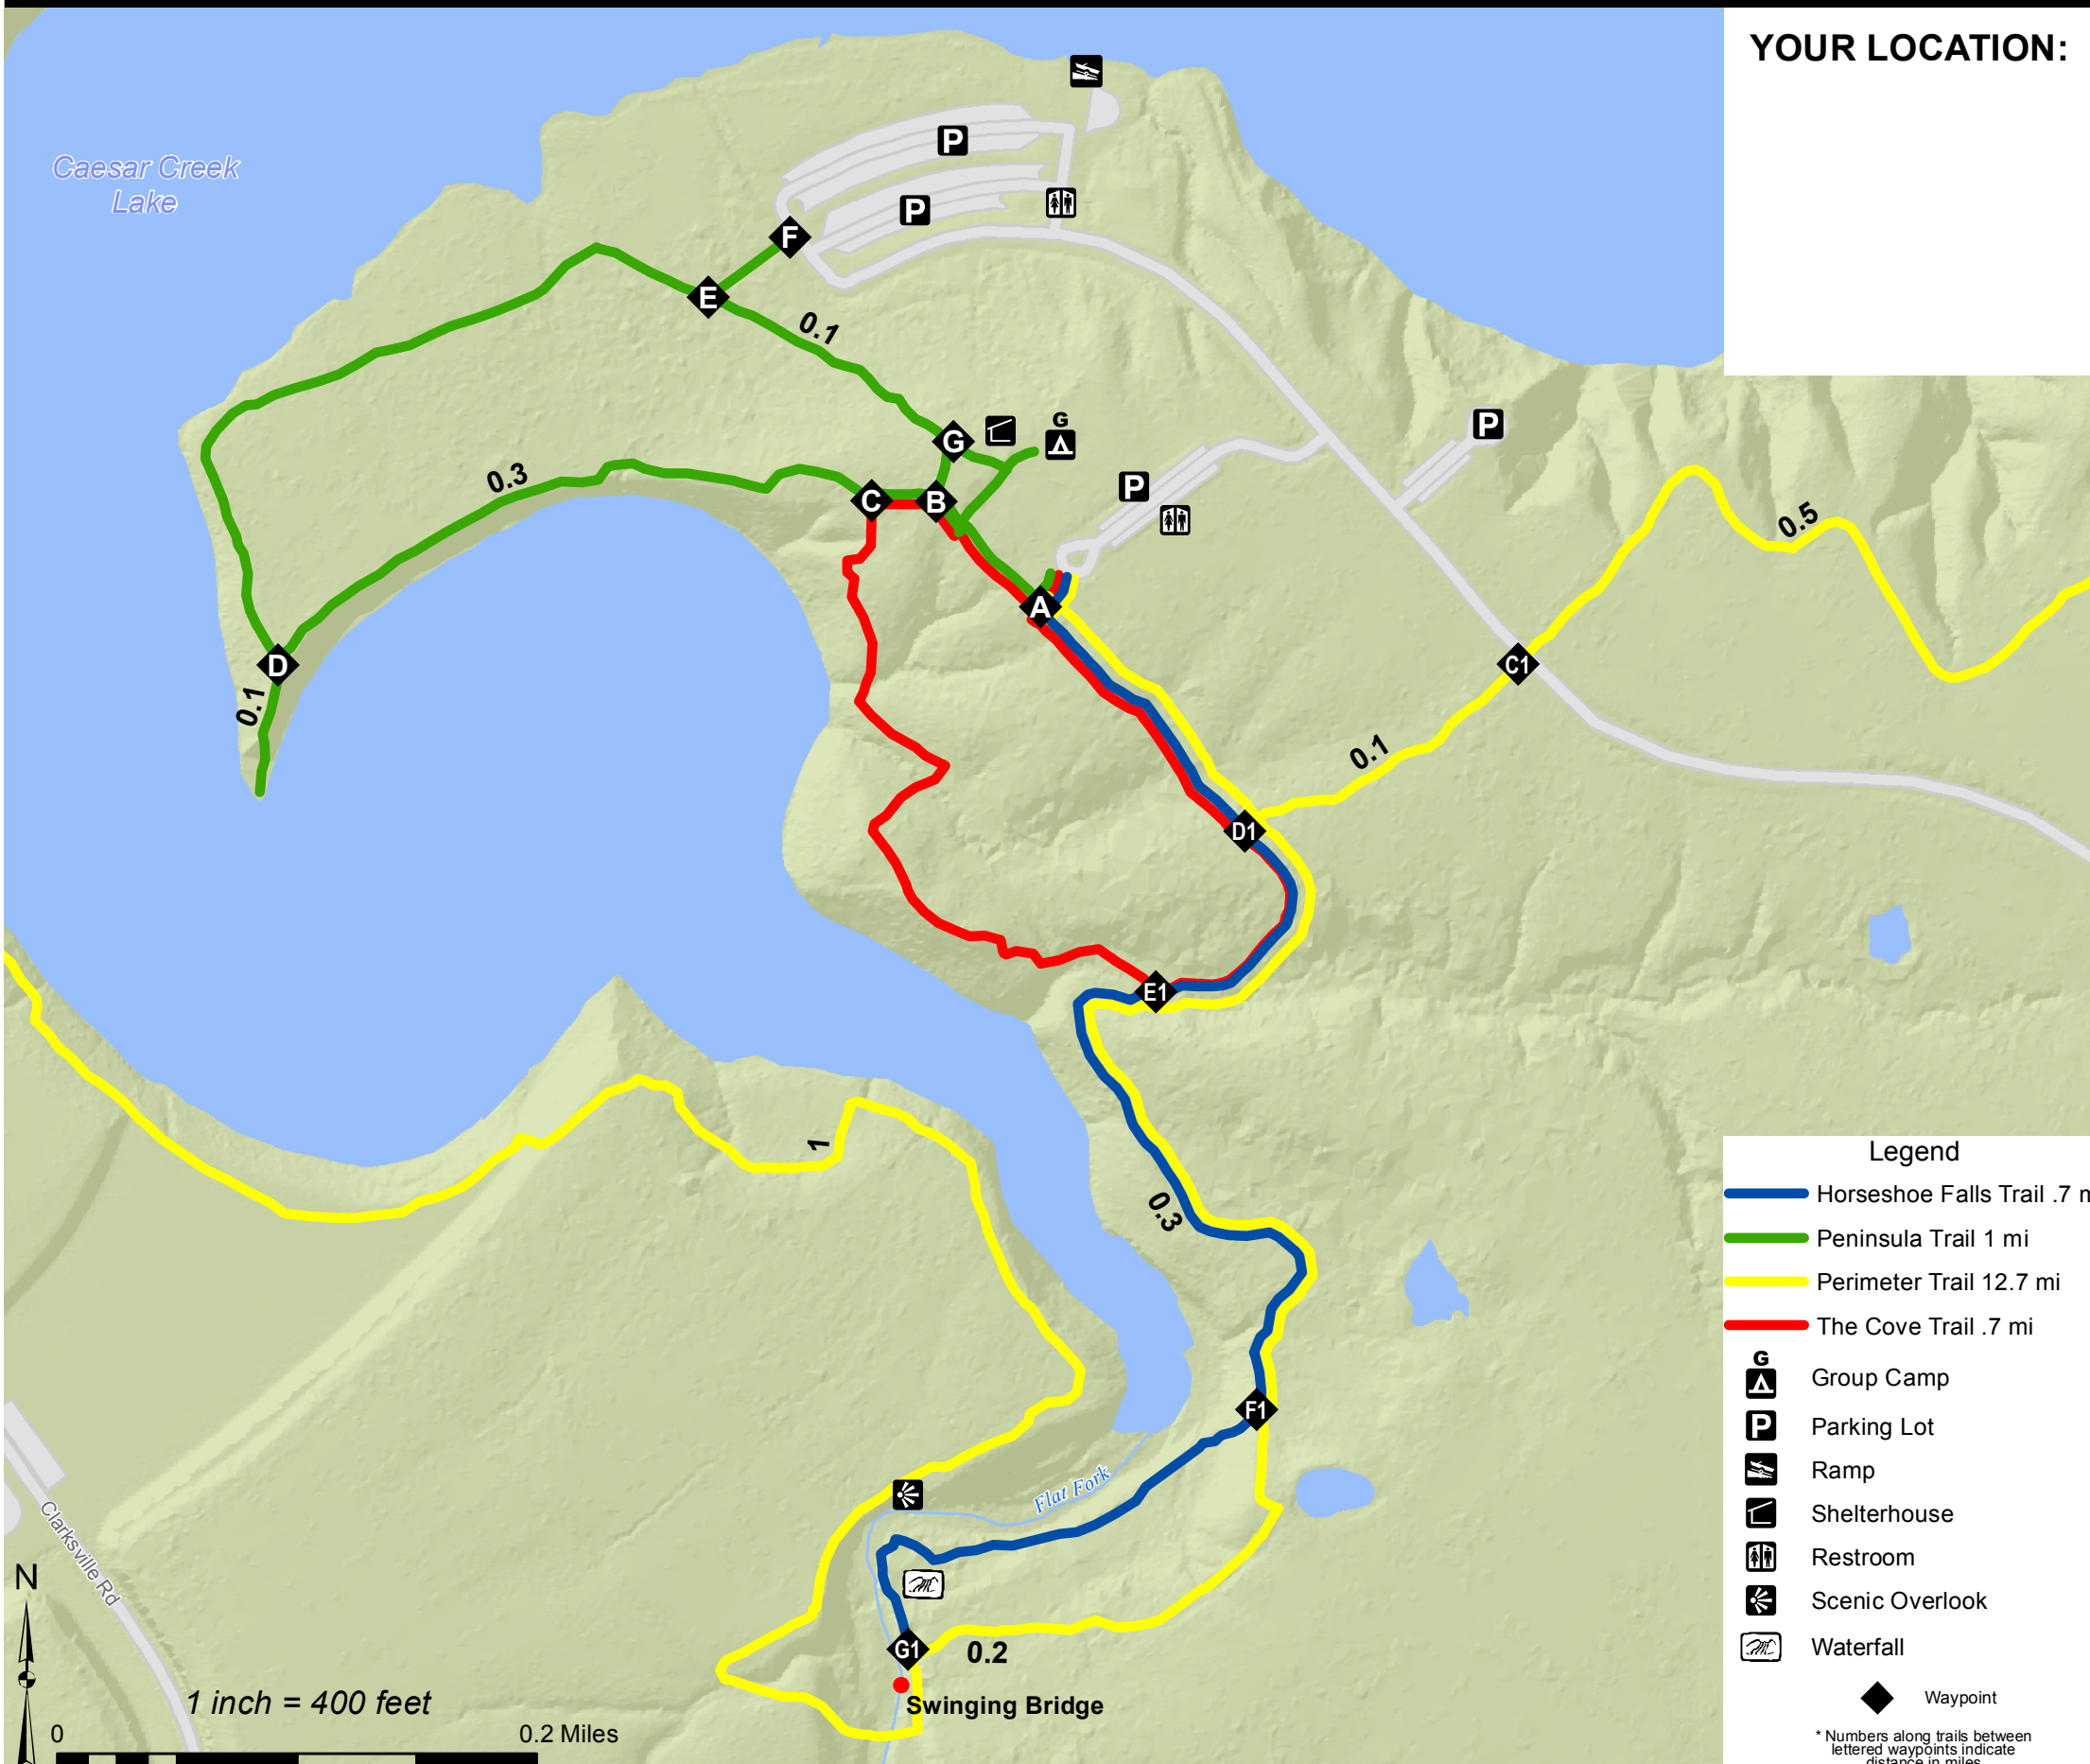 YOUR LOCATION:
Caesar Creek
Lake
P
P
F
E
0.1
G
G
P
P
0.3
C
B
0.5
A
C1
D
0.1
0.1
D1
E1
1
0.3
F1
Flat Fork
Clarksville Rd
G1
0.2
Swinging Bridge
N
1 inch = 400 feet
0
0.2 Miles
Legend
Horseshoe Falls Trail .7 m
Peninsula Trail 1 mi
Perimeter Trail 12.7 mi
The Cove Trail .7 mi
G
Group Camp
P
Parking Lot
Ramp
Shelterhouse
Restroom
Scenic Overlook
Waterfall
Waypoint
* Numbers along trails between
lettered waypoints indicate
distance in miles